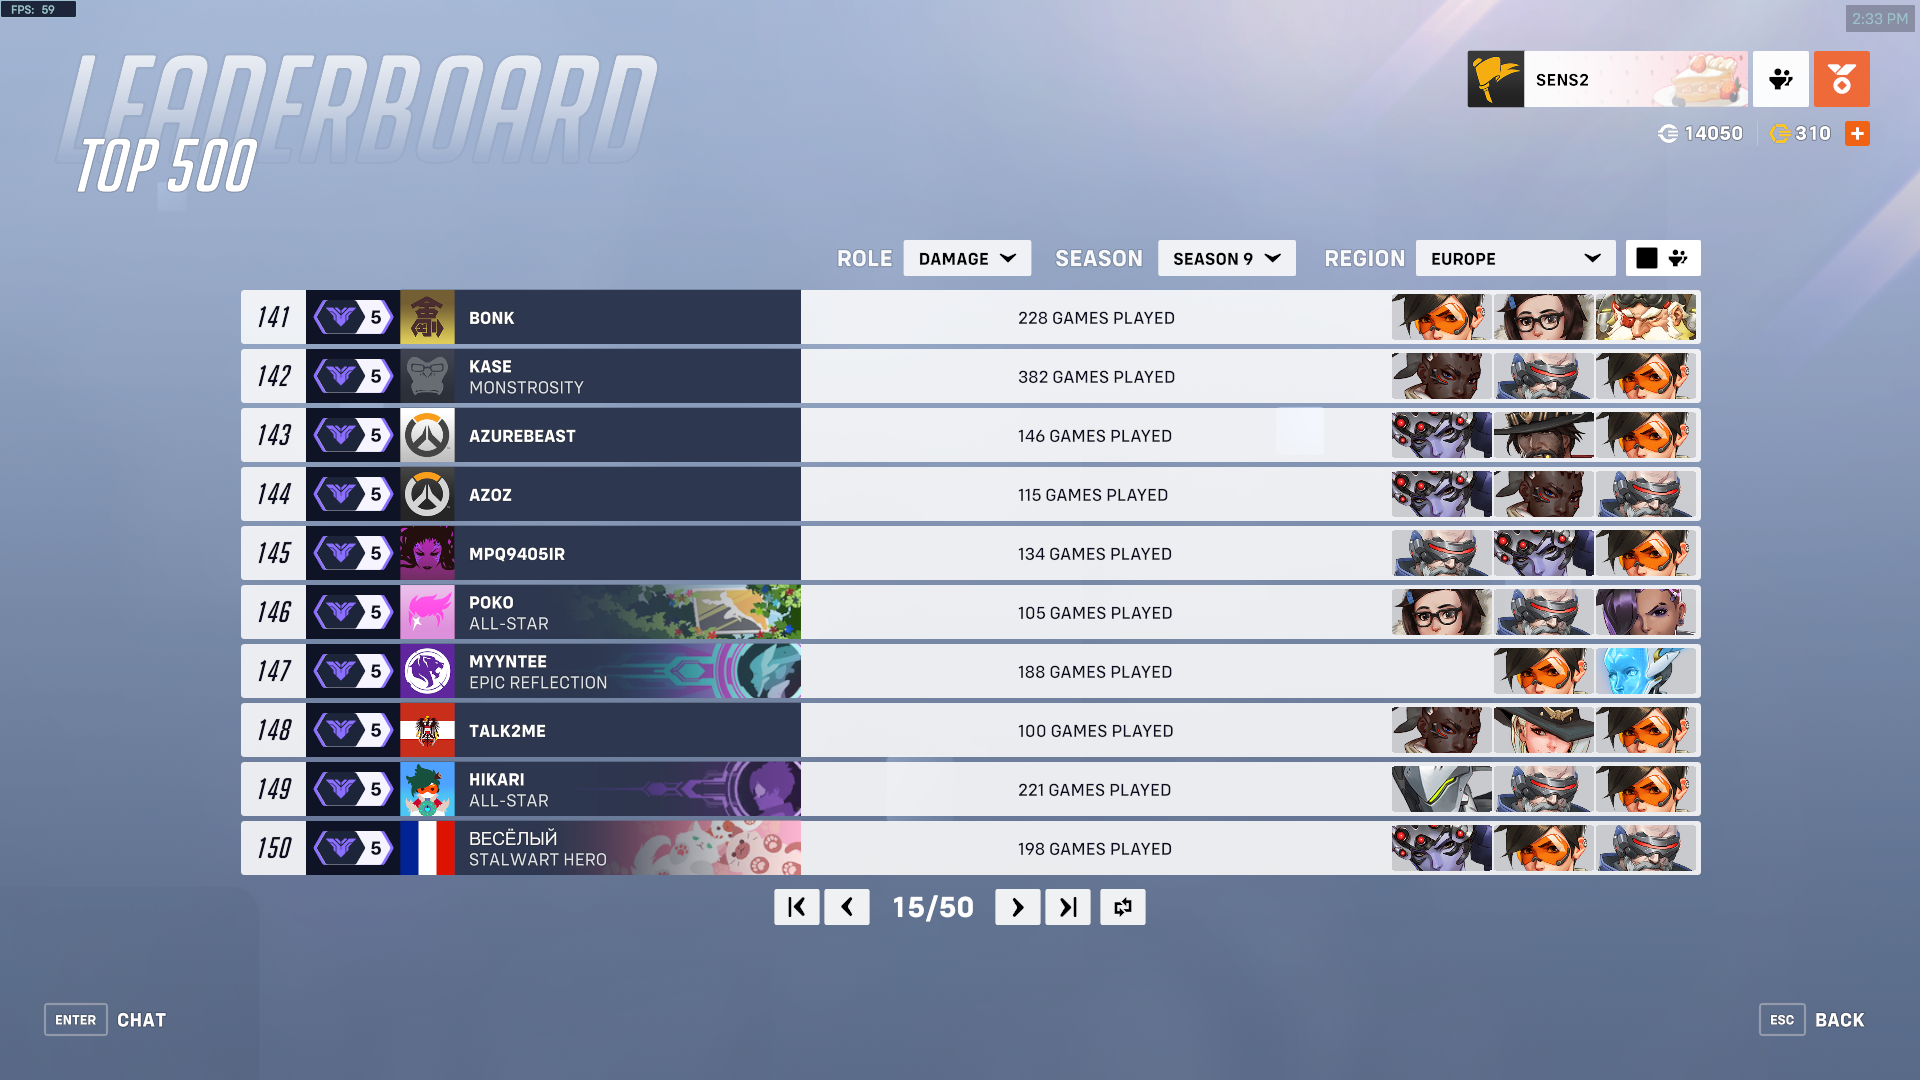 FPS: 59
2:33 PM
LEADERBOARD
TOP 500
SENS2
14050
310
ROLE
DAMAGE
SEASON
SEASON 9
REGION
EUROPE
141 5 BONK 228 GAMES PLAYED
142 5 KASE 382 GAMES PLAYED
MONSTROSITY
143 5 AZUREBEAST 146 GAMES PLAYED
144 5 AZOZ 115 GAMES PLAYED
145 5 MPQ9405IR 134 GAMES PLAYED
146 5 POKO 105 GAMES PLAYED
ALL-STAR
147 5 MYYNTEE 188 GAMES PLAYED
EPIC REFLECTION
148 5 TALK2ME 100 GAMES PLAYED
149 5 HIKARI 221 GAMES PLAYED
ALL-STAR
150 5 ВЕСЁЛЫЙ 198 GAMES PLAYED
STALWART HERO
15/50
ENTER CHAT
ESC BACK